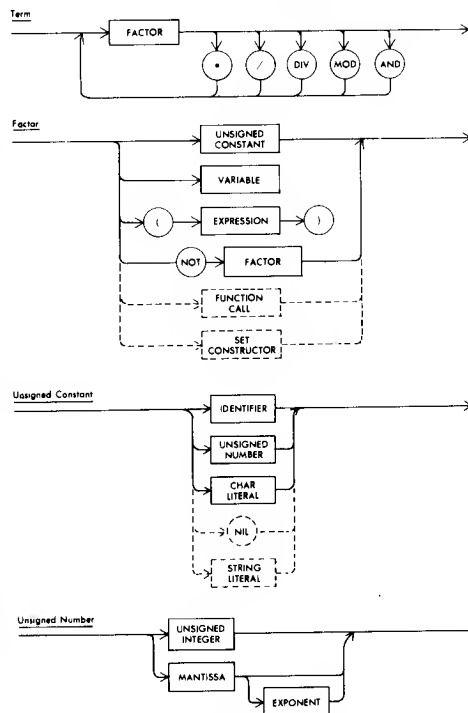 Term
FACTOR
* / DIV MOD AND
Factor
UNSIGNED
CONSTANT
VARIABLE
( EXPRESSION )
NOT FACTOR
FUNCTION
CALL
SET
CONSTRUCTOR
Unsigned Constant
IDENTIFIER
UNSIGNED
NUMBER
CHAR
LITERAL
NIL
STRING
LITERAL
Unsigned Number
UNSIGNED
INTEGER
MANTISSA
EXPONENT